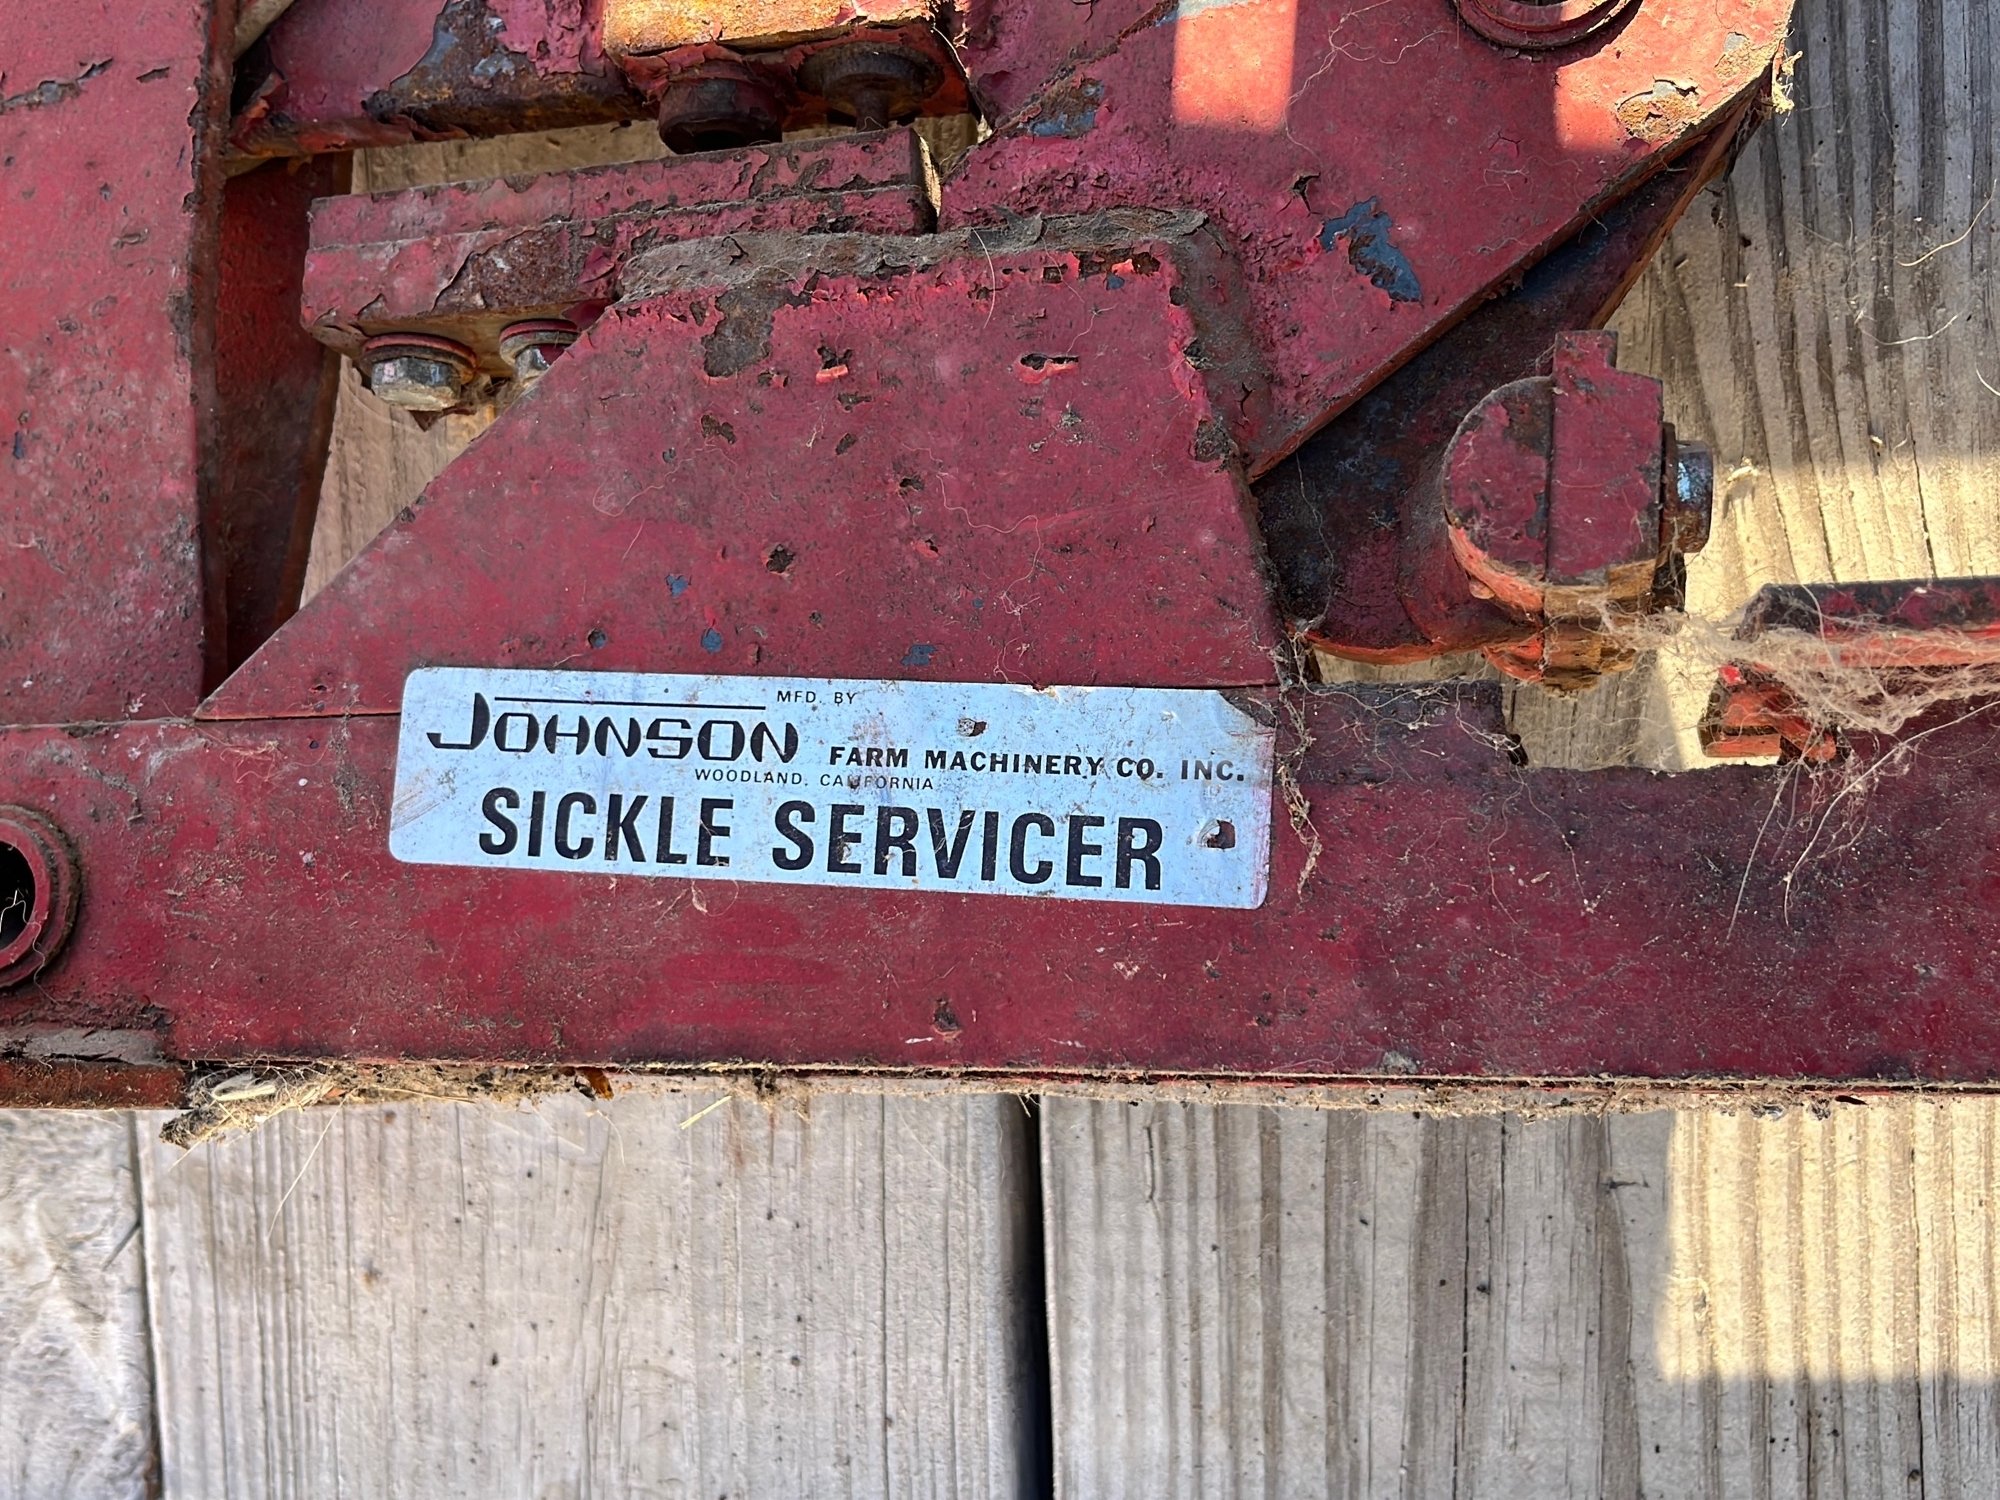 MFD. BY
JOHNSON FARM MACHINERY CO. INC.
WOODLAND, CALIFORNIA
SICKLE SERVICER